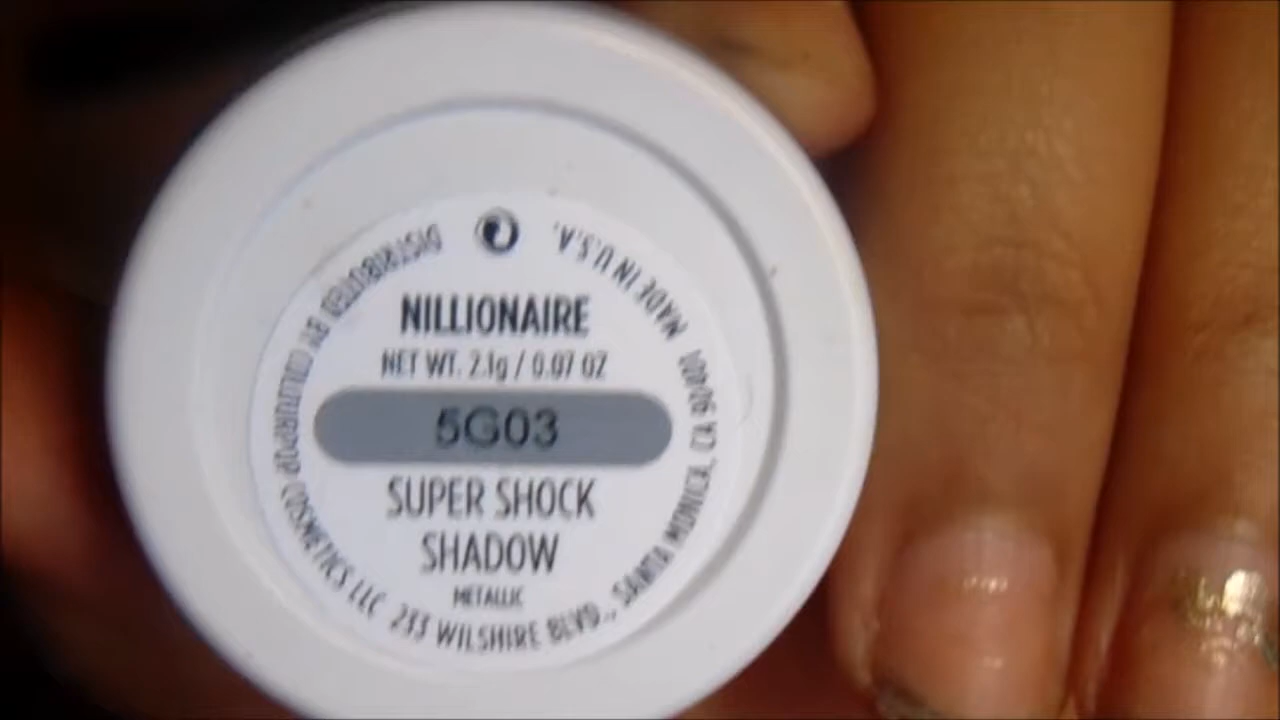 NILLIONAIRE
NET WT. 2.1g / 0.07 OZ
5G03
SUPER SHOCK
SHADOW
METALLIC
DISTRIBUTED BY COLOURPOP COSMETICS LLC 233 WILSHIRE BLVD., SANTA MONICA, CA 90401 MADE IN U.S.A.